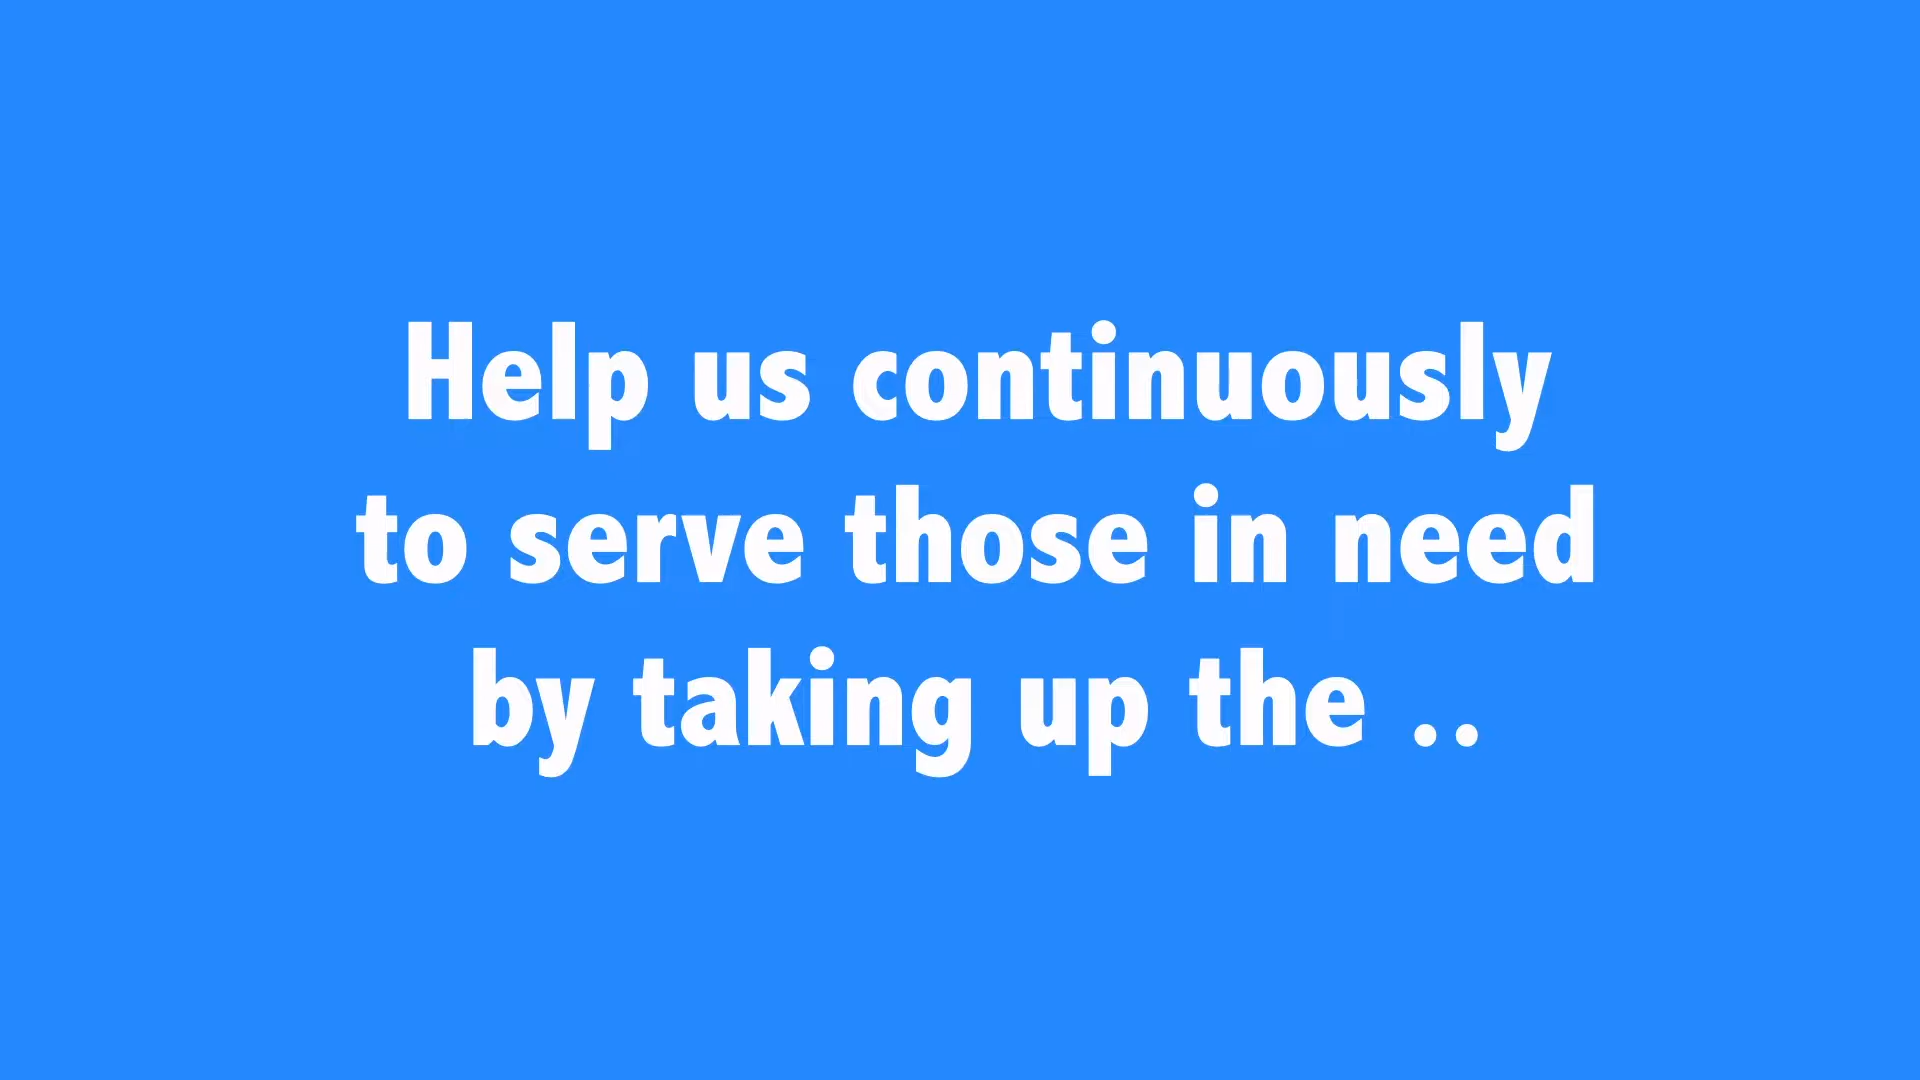 Help us continuously
to serve those in need
by taking up the ..